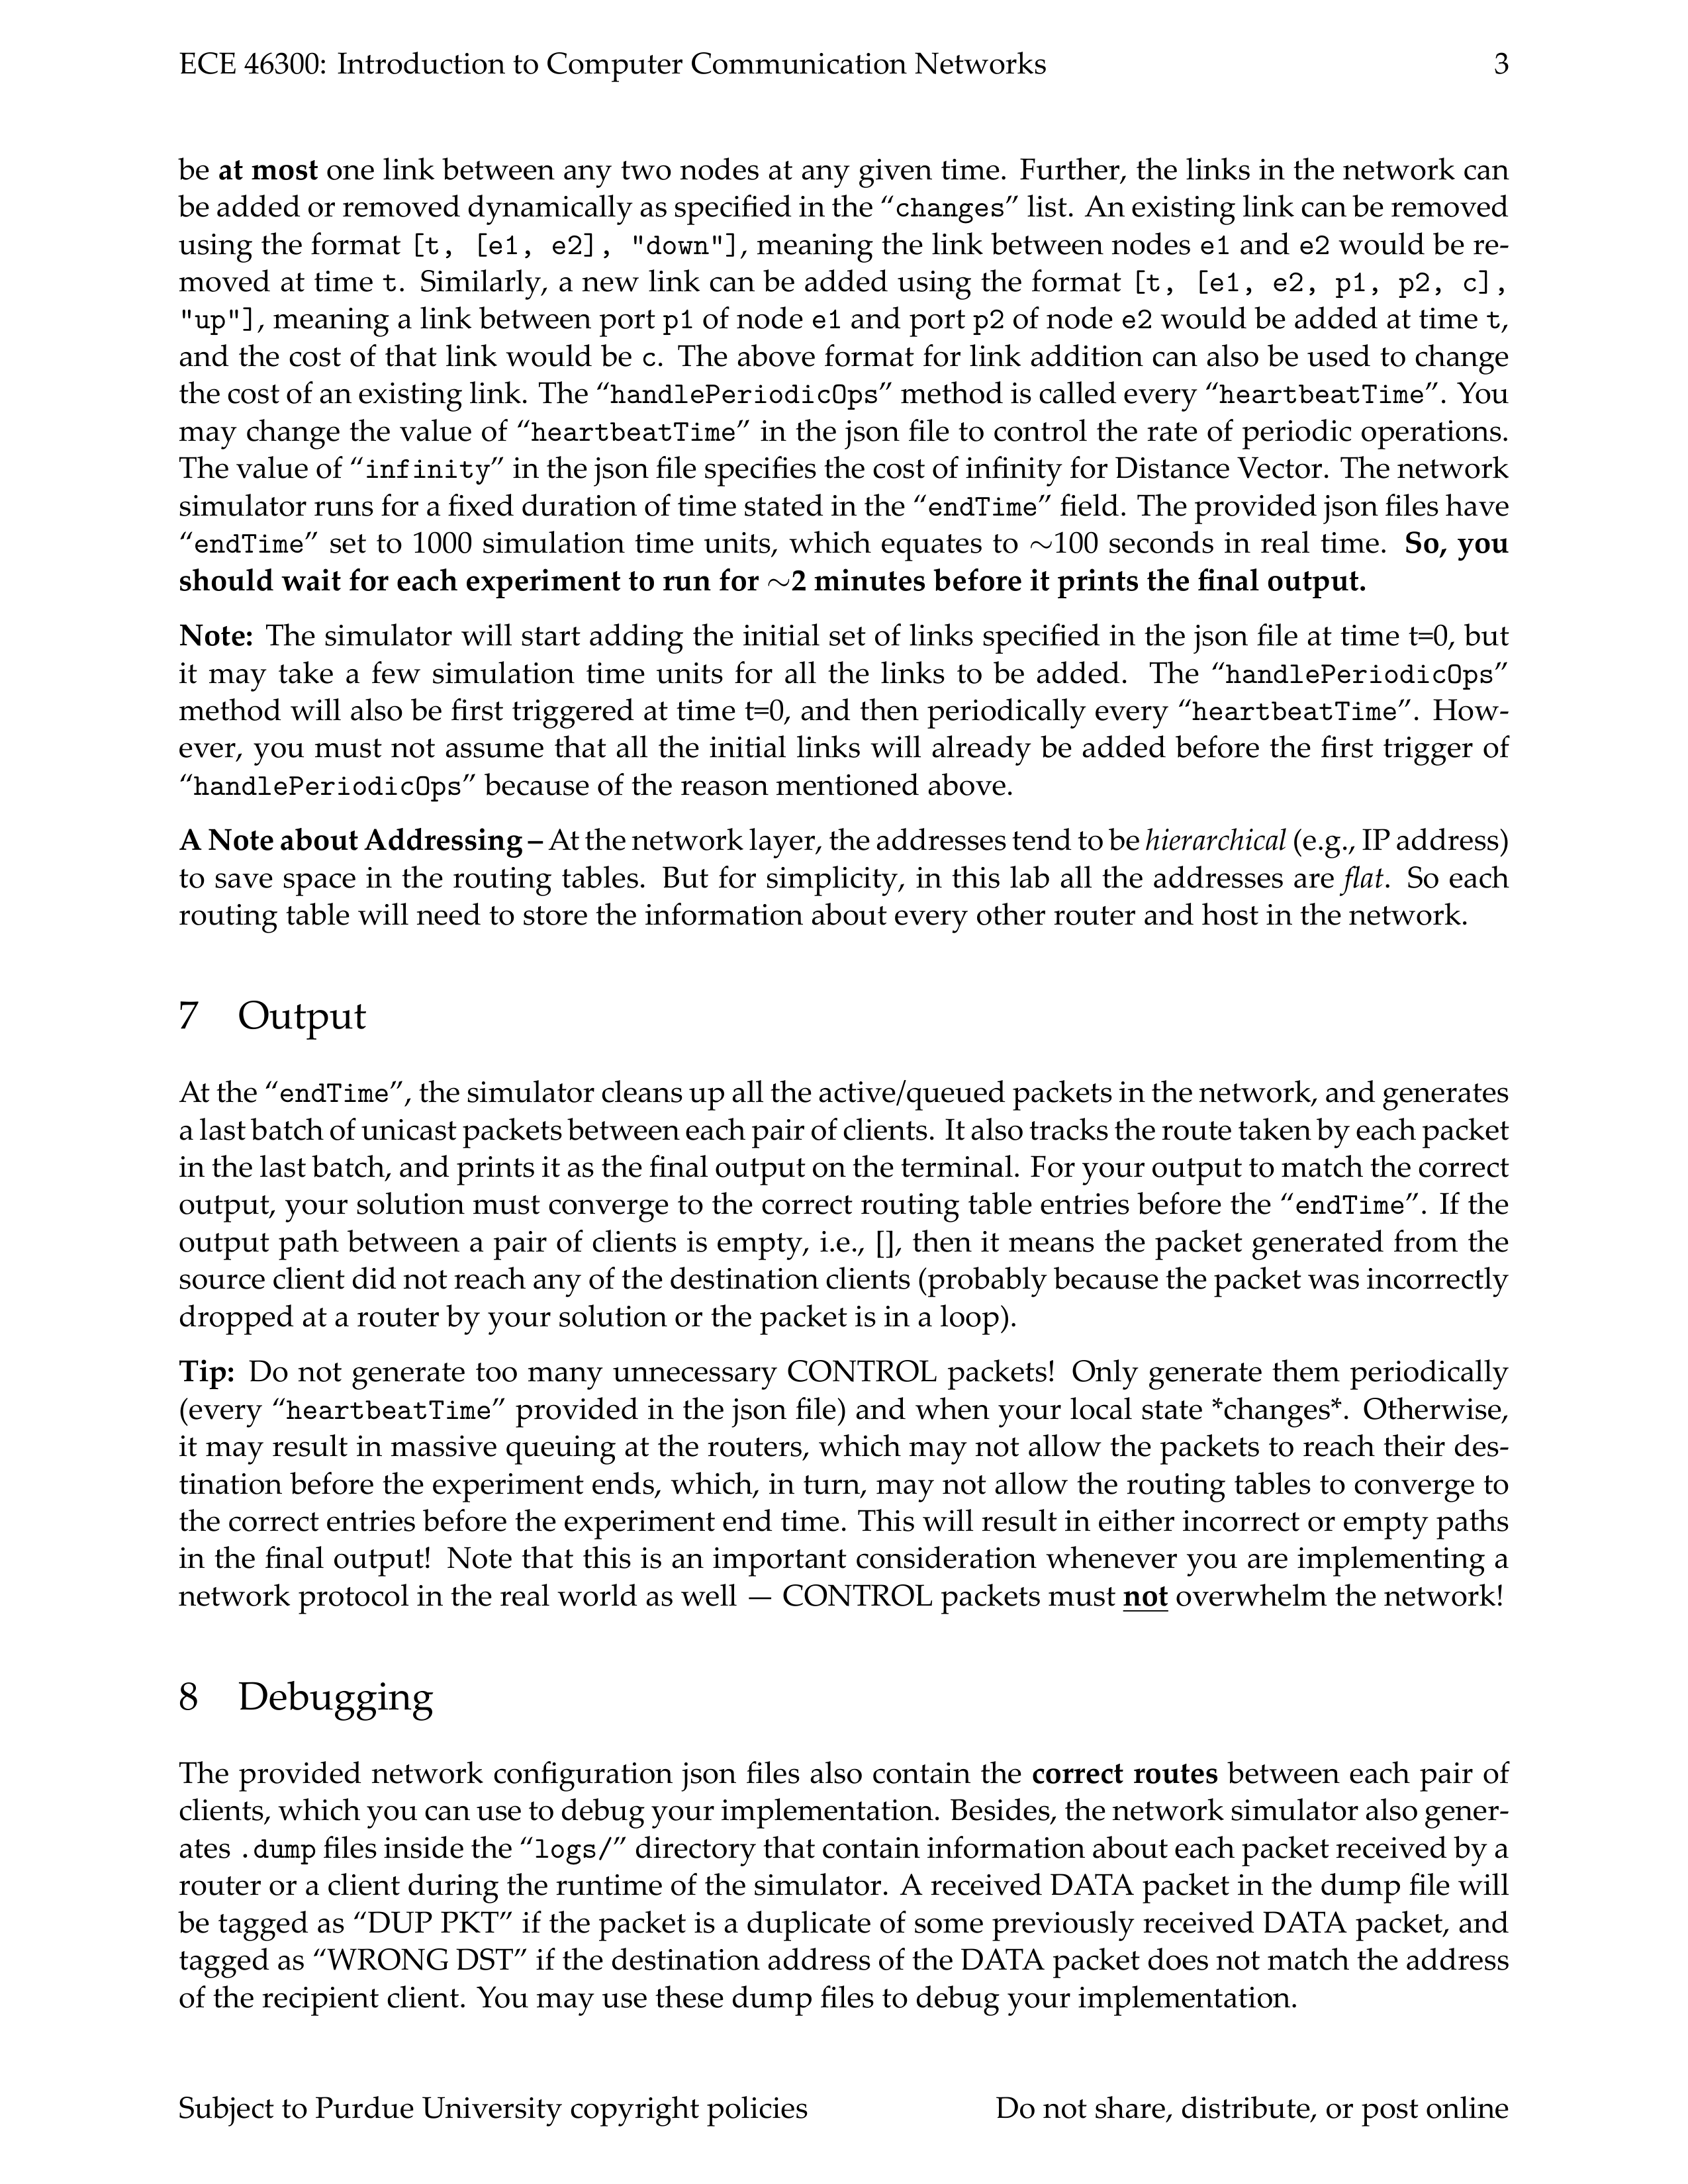 ECE 46300: Introduction to Computer Communication Networks 3
be at most one link between any two nodes at any given time. Further, the links in the network can
be added or removed dynamically as specified in the “changes” list. An existing link can be removed
using the format [t, [e1, e2], "down"], meaning the link between nodes e1 and e2 would be re-
moved at time t. Similarly, a new link can be added using the format [t, [e1, e2, p1, p2, c],
"up"], meaning a link between port p1 of node e1 and port p2 of node e2 would be added at time t,
and the cost of that link would be c. The above format for link addition can also be used to change
the cost of an existing link. The “handlePeriodicOps” method is called every “heartbeatTime”. You
may change the value of “heartbeatTime” in the json file to control the rate of periodic operations.
The value of “infinity” in the json file specifies the cost of infinity for Distance Vector. The network
simulator runs for a fixed duration of time stated in the “endTime” field. The provided json files have
“endTime” set to 1000 simulation time units, which equates to ∼100 seconds in real time. So, you
should wait for each experiment to run for ∼2 minutes before it prints the final output.
Note: The simulator will start adding the initial set of links specified in the json file at time t=0, but
it may take a few simulation time units for all the links to be added. The “handlePeriodicOps”
method will also be first triggered at time t=0, and then periodically every “heartbeatTime”. How-
ever, you must not assume that all the initial links will already be added before the first trigger of
“handlePeriodicOps” because of the reason mentioned above.
A Note about Addressing – At the network layer, the addresses tend to be hierarchical (e.g., IP address)
to save space in the routing tables. But for simplicity, in this lab all the addresses are flat. So each
routing table will need to store the information about every other router and host in the network.
7 Output
At the “endTime”, the simulator cleans up all the active/queued packets in the network, and generates
a last batch of unicast packets between each pair of clients. It also tracks the route taken by each packet
in the last batch, and prints it as the final output on the terminal. For your output to match the correct
output, your solution must converge to the correct routing table entries before the “endTime”. If the
output path between a pair of clients is empty, i.e., [], then it means the packet generated from the
source client did not reach any of the destination clients (probably because the packet was incorrectly
dropped at a router by your solution or the packet is in a loop).
Tip: Do not generate too many unnecessary CONTROL packets! Only generate them periodically
(every “heartbeatTime” provided in the json file) and when your local state *changes*. Otherwise,
it may result in massive queuing at the routers, which may not allow the packets to reach their des-
tination before the experiment ends, which, in turn, may not allow the routing tables to converge to
the correct entries before the experiment end time. This will result in either incorrect or empty paths
in the final output! Note that this is an important consideration whenever you are implementing a
network protocol in the real world as well — CONTROL packets must not overwhelm the network!
8 Debugging
The provided network configuration json files also contain the correct routes between each pair of
clients, which you can use to debug your implementation. Besides, the network simulator also gener-
ates .dump files inside the “logs/” directory that contain information about each packet received by a
router or a client during the runtime of the simulator. A received DATA packet in the dump file will
be tagged as “DUP PKT” if the packet is a duplicate of some previously received DATA packet, and
tagged as “WRONG DST” if the destination address of the DATA packet does not match the address
of the recipient client. You may use these dump files to debug your implementation.
Subject to Purdue University copyright policies Do not share, distribute, or post online